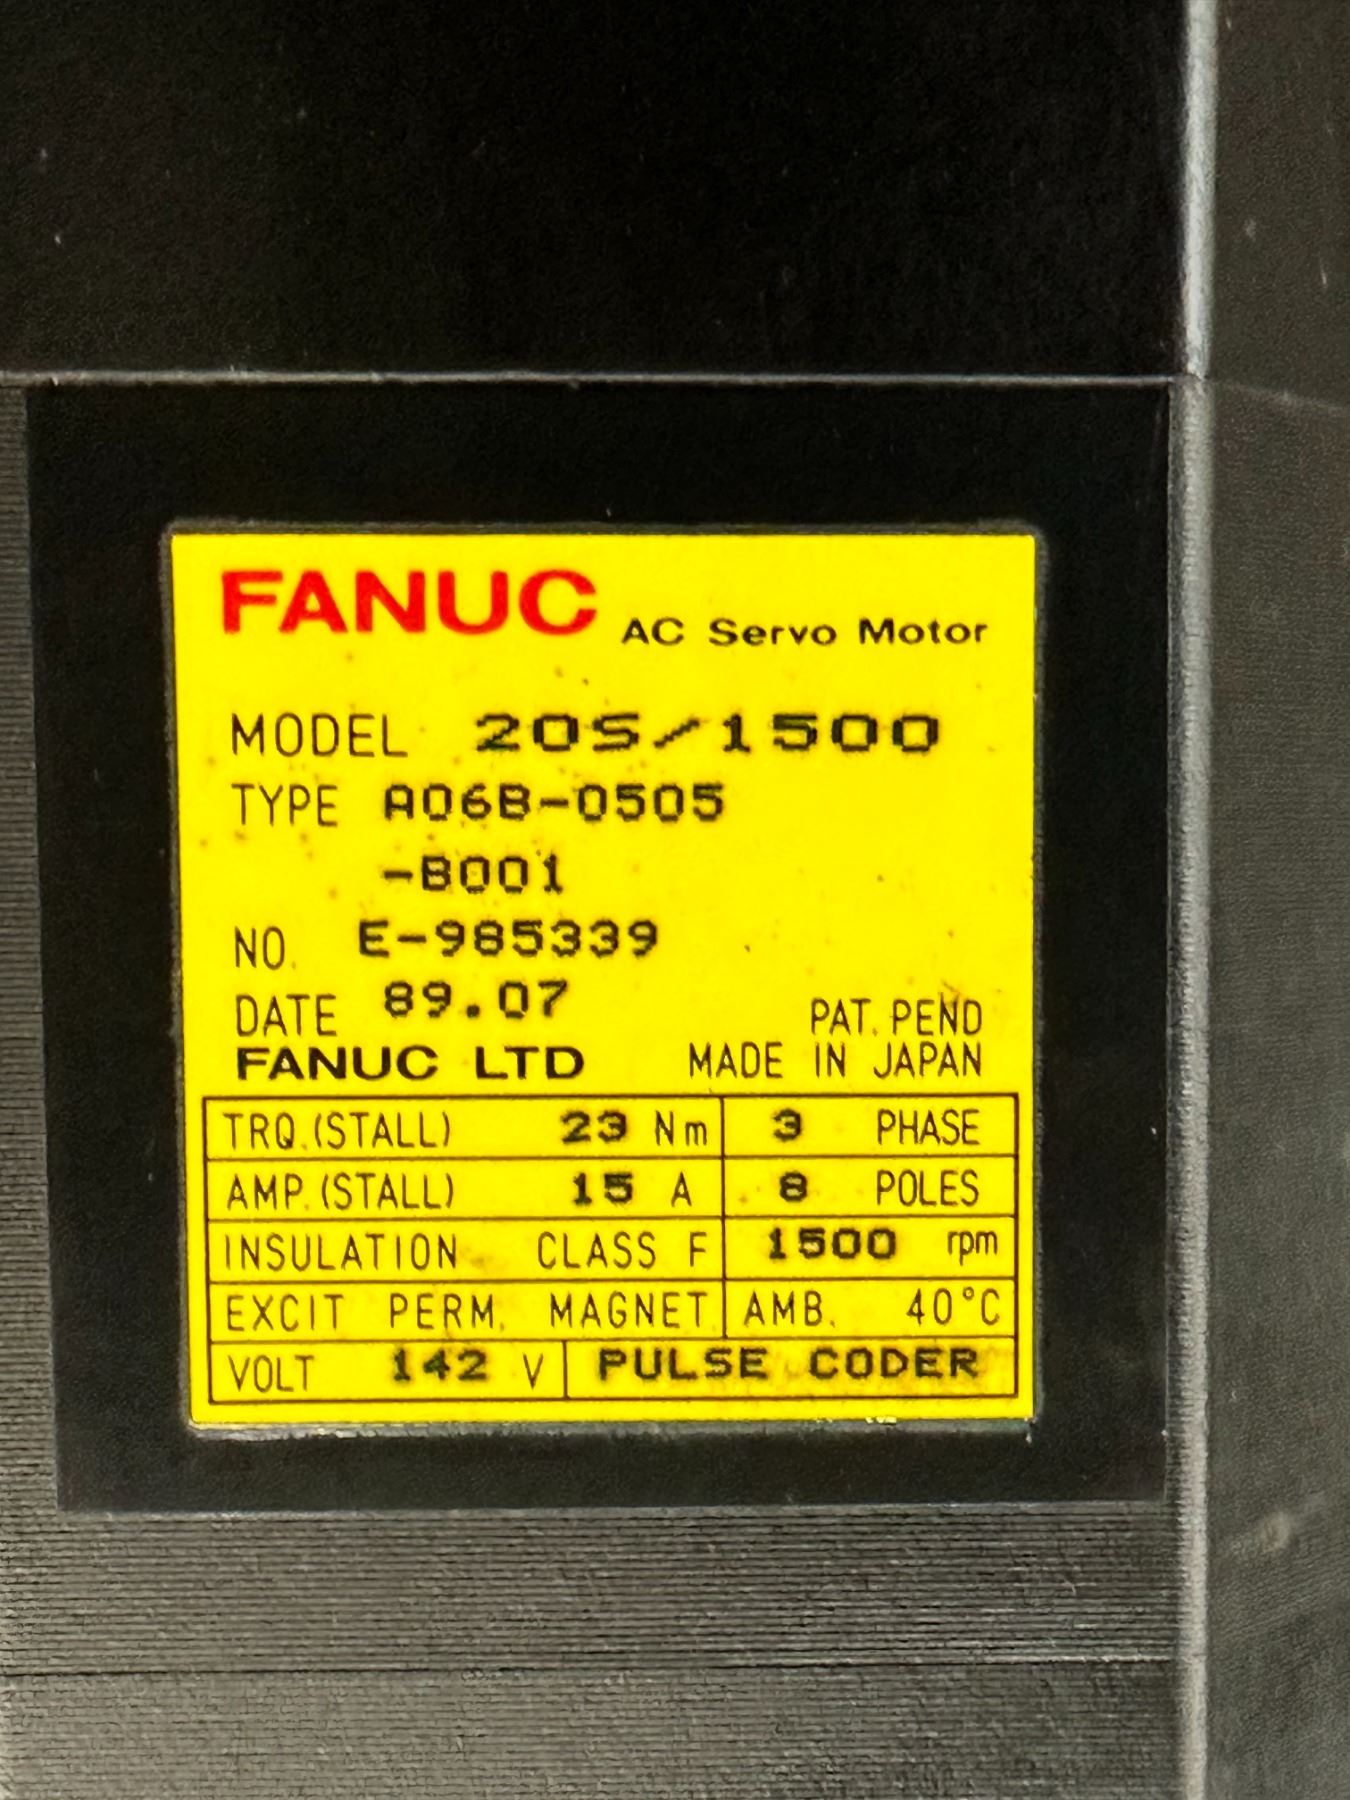 FANUC AC Servo Motor
MODEL 20S/1500
TYPE A06B-0505
-B001
NO. E-985339
DATE 89.07
PAT. PEND
FANUC LTD MADE IN JAPAN
TRQ.(STALL) 23 Nm 3 PHASE
AMP.(STALL) 15 A 8 POLES
INSULATION CLASS F 1500 rpm
EXCIT PERM. MAGNET AMB. 40°C
VOLT 142 V PULSE CODER